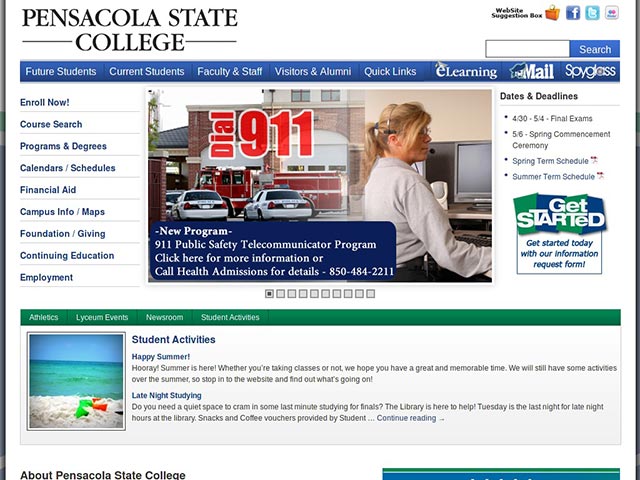 PENSACOLA STATE
COLLEGE
WebSite
Suggestion Box
Search
Future Students
Current Students
Faculty & Staff
Visitors & Alumni
Quick Links
eLearning
Mail
Spyglass
Enroll Now!
Course Search
Programs & Degrees
Calendars / Schedules
Financial Aid
Campus Info / Maps
Foundation / Giving
Continuing Education
Employment
Dial 911
-New Program-
911 Public Safety Telecommunicator Program
Click here for more information or
Call Health Admissions for details - 850-484-2211
Dates & Deadlines
4/30 - 5/4 - Final Exams
5/6 - Spring Commencement
Ceremony
Spring Term Schedule
Summer Term Schedule
Get
STARTeD
Get started today
with our information
request form!
Athletics
Lyceum Events
Newsroom
Student Activities
Student Activities
Happy Summer!
Hooray! Summer is here! Whether you're taking classes or not, we hope you have a great and memorable time. We will still have some activities
over the summer, so stop in to the website and find out what's going on!
Late Night Studying
Do you need a quiet space to cram in some last minute studying for finals? The Library is here to help! Tuesday is the last night for late night
hours at the library. Snacks and Coffee vouchers provided by Student … Continue reading →
About Pensacola State College